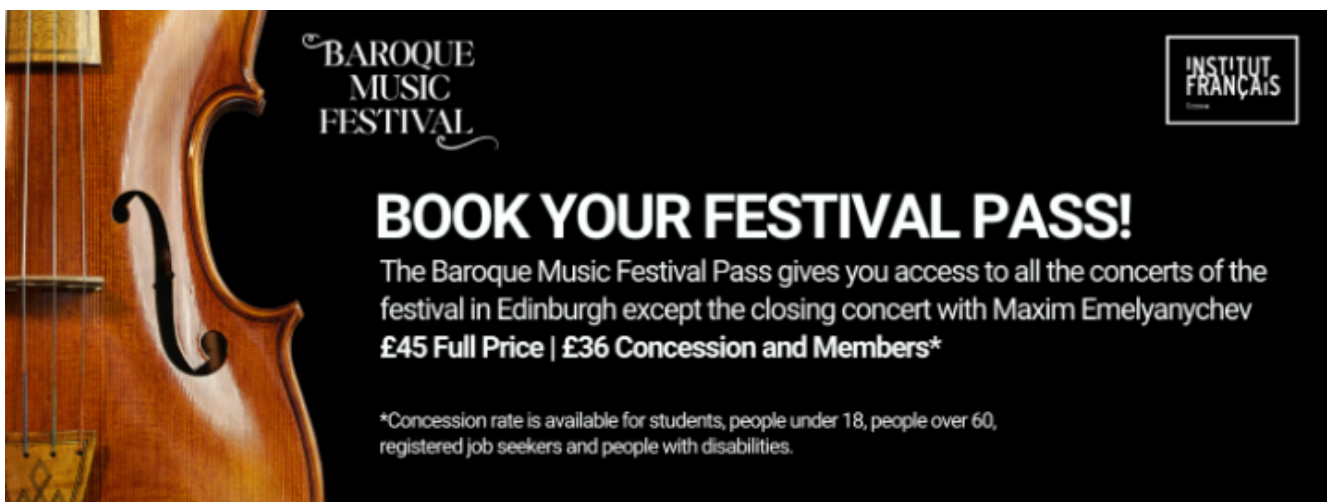 BAROQUE
MUSIC
FESTIVAL
INSTITUT
FRANÇAIS
BOOK YOUR FESTIVAL PASS!
The Baroque Music Festival Pass gives you access to all the concerts of the
festival in Edinburgh except the closing concert with Maxim Emelyanychev
£45 Full Price | £36 Concession and Members*
*Concession rate is available for students, people under 18, people over 60,
registered job seekers and people with disabilities.